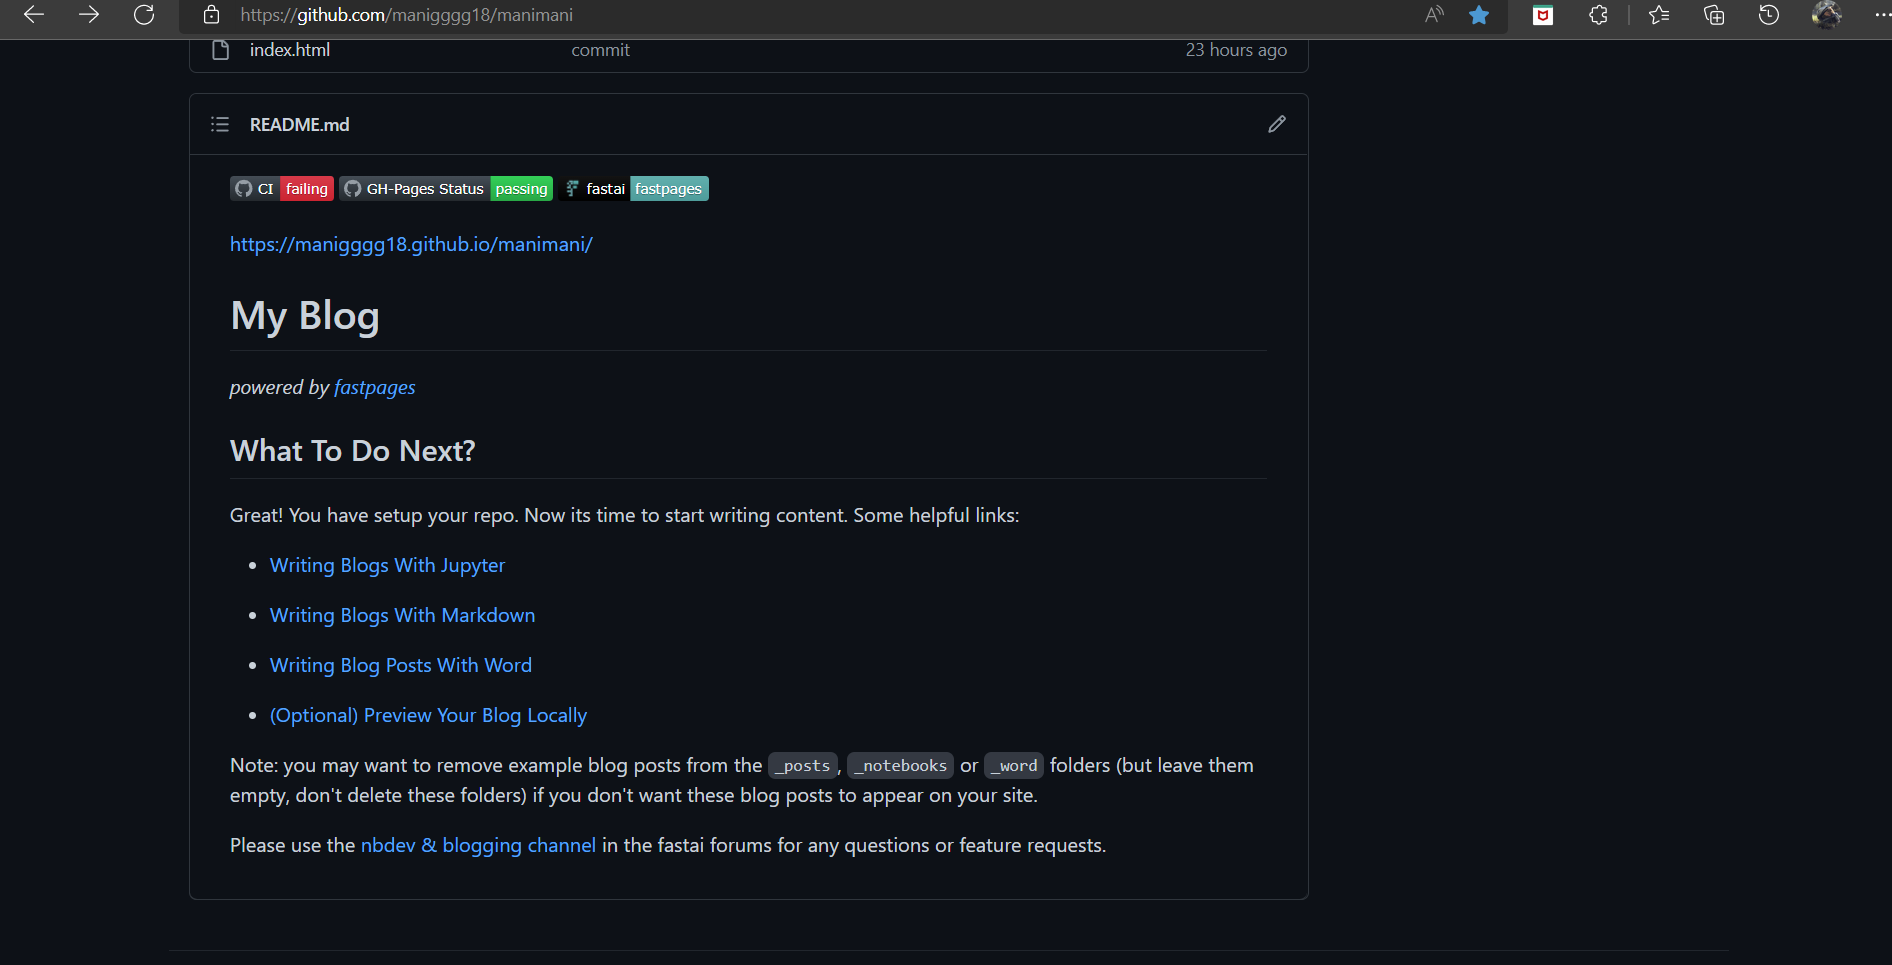 https://github.com/manigggg18/manimani
index.html commit 23 hours ago
README.md
CI failing GH-Pages Status passing fastai fastpages
https://manigggg18.github.io/manimani/
My Blog
powered by fastpages
What To Do Next?
Great! You have setup your repo. Now its time to start writing content. Some helpful links:
• Writing Blogs With Jupyter
• Writing Blogs With Markdown
• Writing Blog Posts With Word
• (Optional) Preview Your Blog Locally
Note: you may want to remove example blog posts from the _posts, _notebooks or _word folders (but leave them
empty, don't delete these folders) if you don't want these blog posts to appear on your site.
Please use the nbdev & blogging channel in the fastai forums for any questions or feature requests.